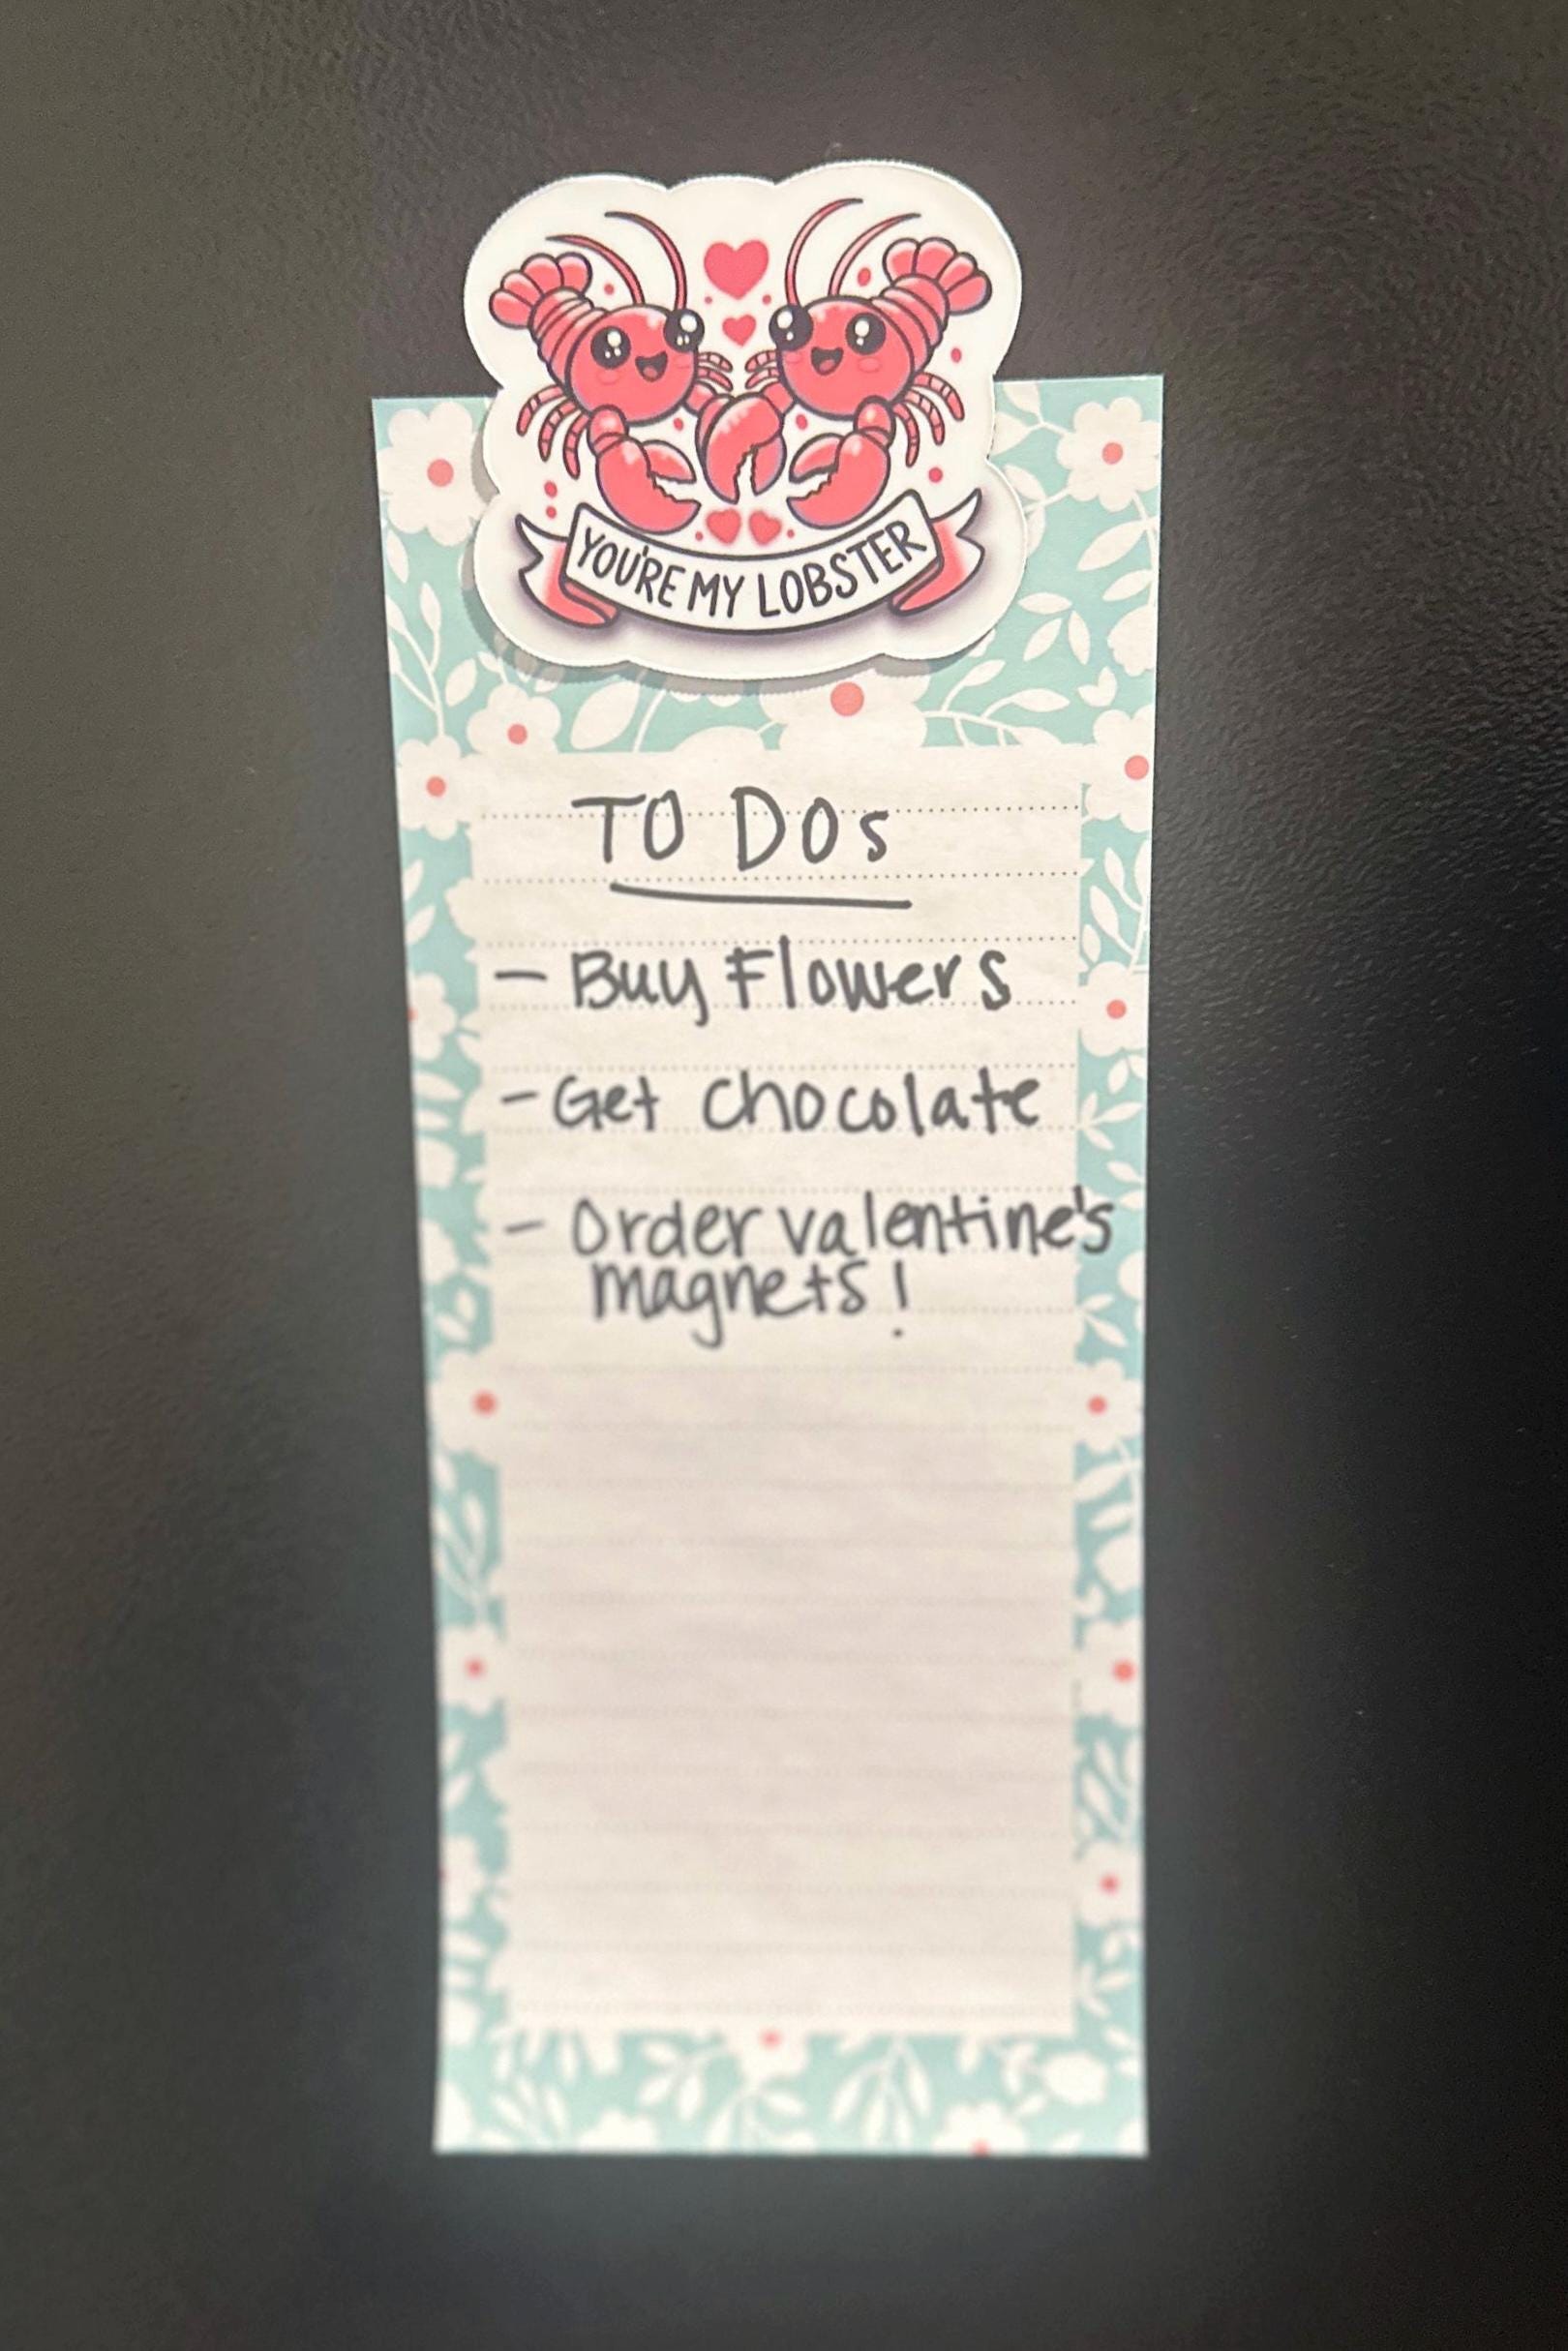 YOU'RE MY LOBSTER
TO DOs
- Buy Flowers
- Get chocolate
- Order valentine's
magnets!